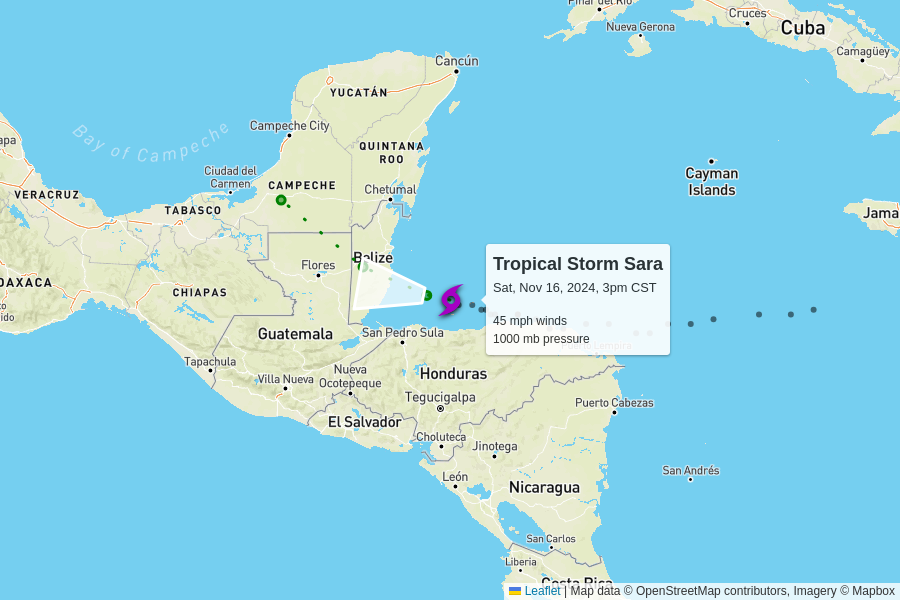 Pinar del Río
Cruces
Nueva Gerona
Cuba
Camagüey
Cancún
YUCATÁN
Bay of Campeche
Campeche City
QUINTANA
ROO
Cayman
Islands
Ciudad del
Carmen
CAMPECHE
Chetumal
VERACRUZ
TABASCO
Jama
apa
Belize
Flores
OAXACA
CHIAPAS
Tropical Storm Sara
Sat, Nov 16, 2024, 3pm CST
45 mph winds
1000 mb pressure
Guatemala
San Pedro Sula
Tapachula
Villa Nueva
Nueva
Ocotepeque
Honduras
Tegucigalpa
El Salvador
Puerto Cabezas
Choluteca
Jinotega
León
Nicaragua
San Andrés
San Carlos
Liberia
Costa Rica
Leaflet | Map data © OpenStreetMap contributors, Imagery © Mapbox